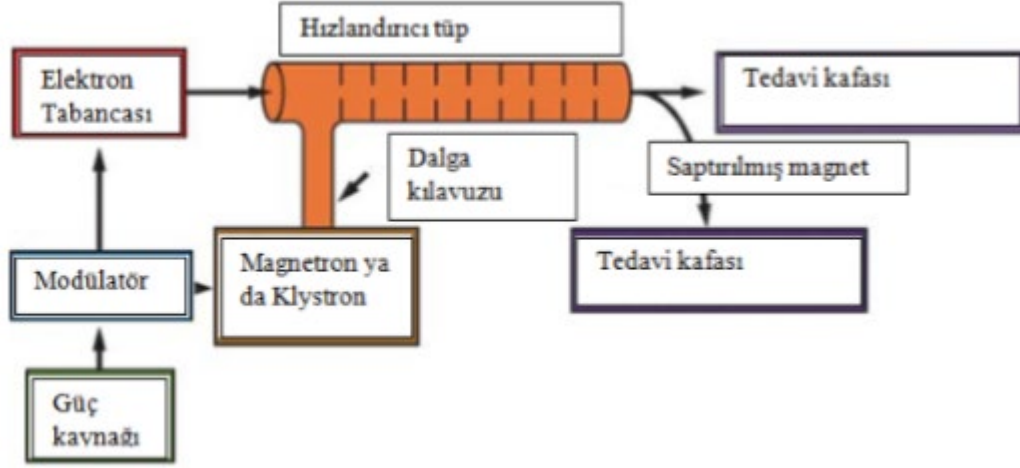 Hızlandırıcı tüp
Elektron
Tabancası
Tedavi kafası
Dalga
kılavuzu
Saptırılmış magnet
Modülatör
Magnetron ya
da Klystron
Tedavi kafası
Güç
kavnağı